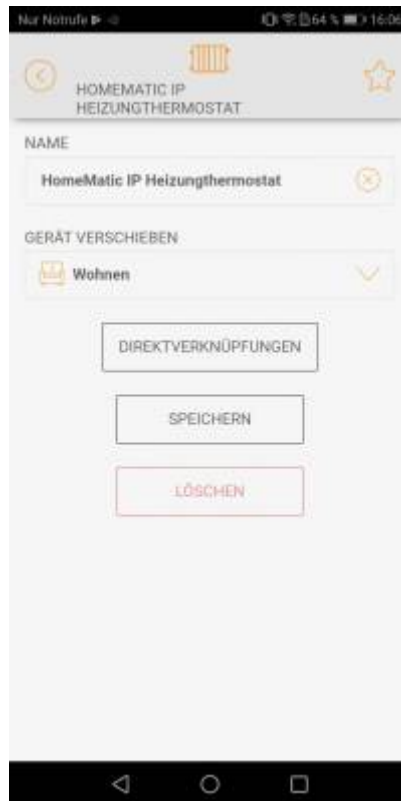 Nur Notrufe
64 % 16:06
HOMEMATIC IP
HEIZUNGTHERMOSTAT
NAME
HomeMatic IP Heizungthermostat
GERÄT VERSCHIEBEN
Wohnen
DIREKTVERKNÜPFUNGEN
SPEICHERN
LÖSCHEN